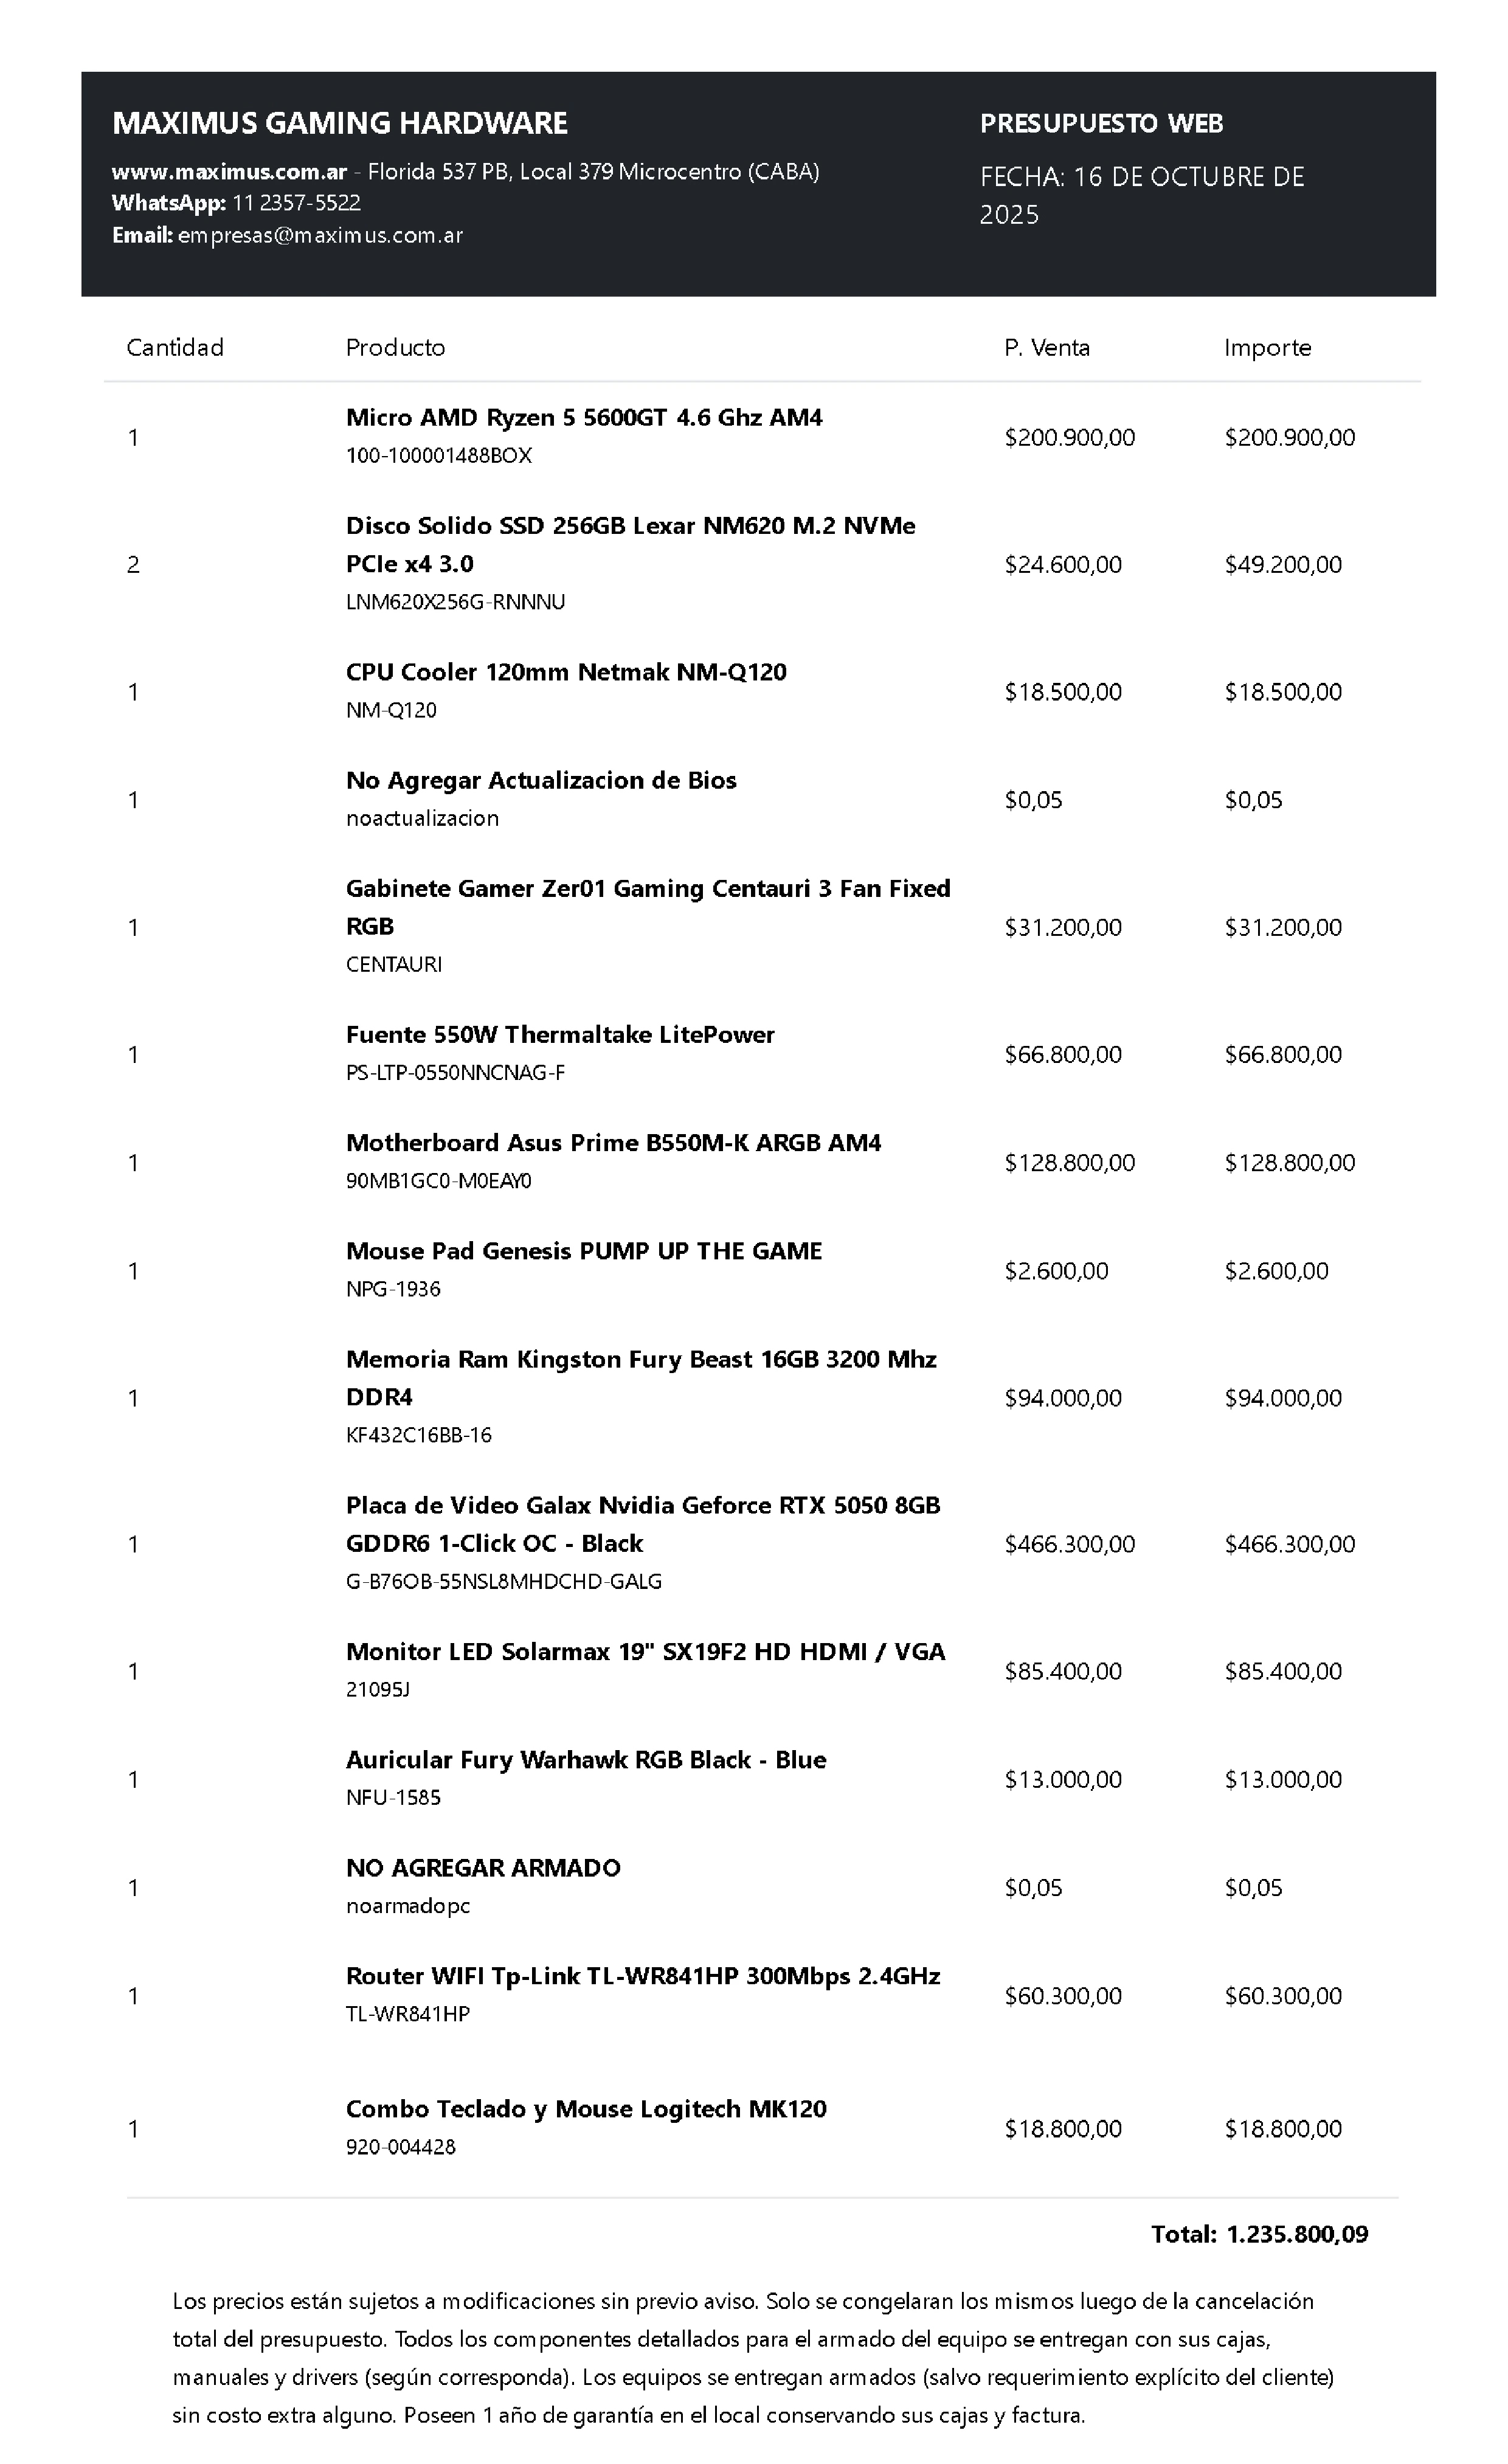 MAXIMUS GAMING HARDWARE
www.maximus.com.ar - Florida 537 PB, Local 379 Microcentro (CABA)
WhatsApp: 11 2357-5522
Email: empresas@maximus.com.ar
PRESUPUESTO WEB
FECHA: 16 DE OCTUBRE DE
2025
Cantidad Producto P. Venta Importe
Micro AMD Ryzen 5 5600GT 4.6 Ghz AM4
1 $200.900,00 $200.900,00
100-100001488BOX
Disco Solido SSD 256GB Lexar NM620 M.2 NVMe
2 PCIe x4 3.0 $24.600,00 $49.200,00
LNM620X256G-RNNNU
CPU Cooler 120mm Netmak NM-Q120
1 $18.500,00 $18.500,00
NM-Q120
No Agregar Actualizacion de Bios
1 $0,05 $0,05
noactualizacion
Gabinete Gamer Zer01 Gaming Centauri 3 Fan Fixed
1 RGB $31.200,00 $31.200,00
CENTAURI
Fuente 550W Thermaltake LitePower
1 $66.800,00 $66.800,00
PS-LTP-0550NNCNAG-F
Motherboard Asus Prime B550M-K ARGB AM4
1 $128.800,00 $128.800,00
90MB1GC0-M0EAY0
Mouse Pad Genesis PUMP UP THE GAME
1 $2.600,00 $2.600,00
NPG-1936
Memoria Ram Kingston Fury Beast 16GB 3200 Mhz
1 DDR4 $94.000,00 $94.000,00
KF432C16BB-16
Placa de Video Galax Nvidia Geforce RTX 5050 8GB
1 GDDR6 1-Click OC - Black $466.300,00 $466.300,00
G-B76OB-55NSL8MHDCHD-GALG
Monitor LED Solarmax 19" SX19F2 HD HDMI / VGA
1 $85.400,00 $85.400,00
21095J
Auricular Fury Warhawk RGB Black - Blue
1 $13.000,00 $13.000,00
NFU-1585
NO AGREGAR ARMADO
1 $0,05 $0,05
noarmadopc
Router WIFI Tp-Link TL-WR841HP 300Mbps 2.4GHz
1 $60.300,00 $60.300,00
TL-WR841HP
Combo Teclado y Mouse Logitech MK120
1 $18.800,00 $18.800,00
920-004428
Total: 1.235.800,09
Los precios están sujetos a modificaciones sin previo aviso. Solo se congelaran los mismos luego de la cancelación
total del presupuesto. Todos los componentes detallados para el armado del equipo se entregan con sus cajas,
manuales y drivers (según corresponda). Los equipos se entregan armados (salvo requerimiento explícito del cliente)
sin costo extra alguno. Poseen 1 año de garantía en el local conservando sus cajas y factura.